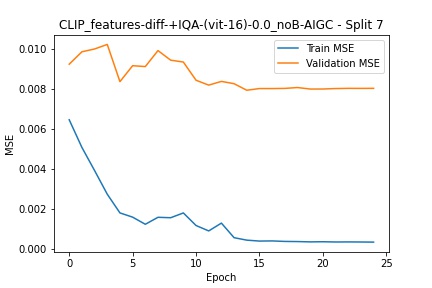 CLIP_features-diff-+IQA-(vit-16)-0.0_noB-AIGC - Split 7
Train MSE
Validation MSE
MSE
0.010
0.008
0.006
0.004
0.002
0.000
0 5 10 15 20 25
Epoch